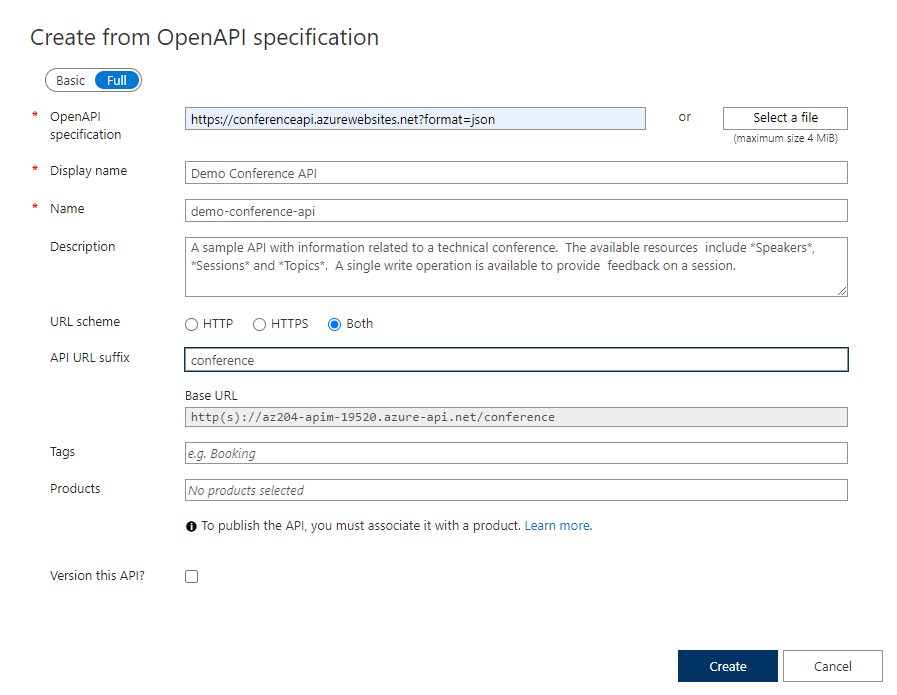 Create from OpenAPI specification
Basic Full
* OpenAPI specification
https://conferenceapi.azurewebsites.net?format=json or Select a file
(maximum size 4 MiB)
* Display name Demo Conference API
* Name demo-conference-api
Description A sample API with information related to a technical conference.  The available resources  include *Speakers*,
*Sessions* and *Topics*.  A single write operation is available to provide  feedback on a session.
URL scheme HTTP HTTPS Both
API URL suffix conference
Base URL
http(s)://az204-apim-19520.azure-api.net/conference
Tags e.g. Booking
Products No products selected
To publish the API, you must associate it with a product. Learn more.
Version this API?
Create Cancel